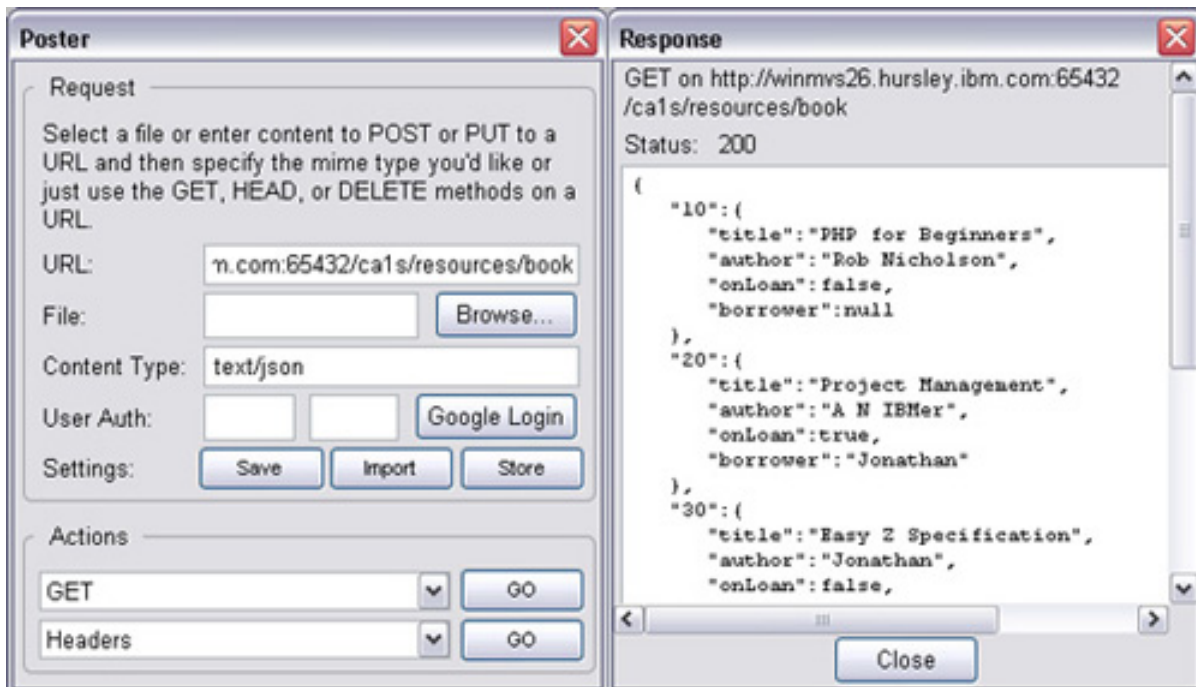 Poster
Request
Select a file or enter content to POST or PUT to a
URL and then specify the mime type you'd like or
just use the GET, HEAD, or DELETE methods on a
URL.
URL: m.com:65432/ca1s/resources/book
File: Browse...
Content Type: text/json
User Auth: Google Login
Settings: Save Import Store
Actions
GET GO
Headers GO
Response
GET on http://winmvs26.hursley.ibm.com:65432
/ca1s/resources/book
Status: 200
{
"10":{
"title":"PHP for Beginners",
"author":"Rob Nicholson",
"onLoan":false,
"borrower":null
},
"20":{
"title":"Project Management",
"author":"A N IBMer",
"onLoan":true,
"borrower":"Jonathan"
},
"30":{
"title":"Easy Z Specification",
"author":"Jonathan",
"onLoan":false,
Close